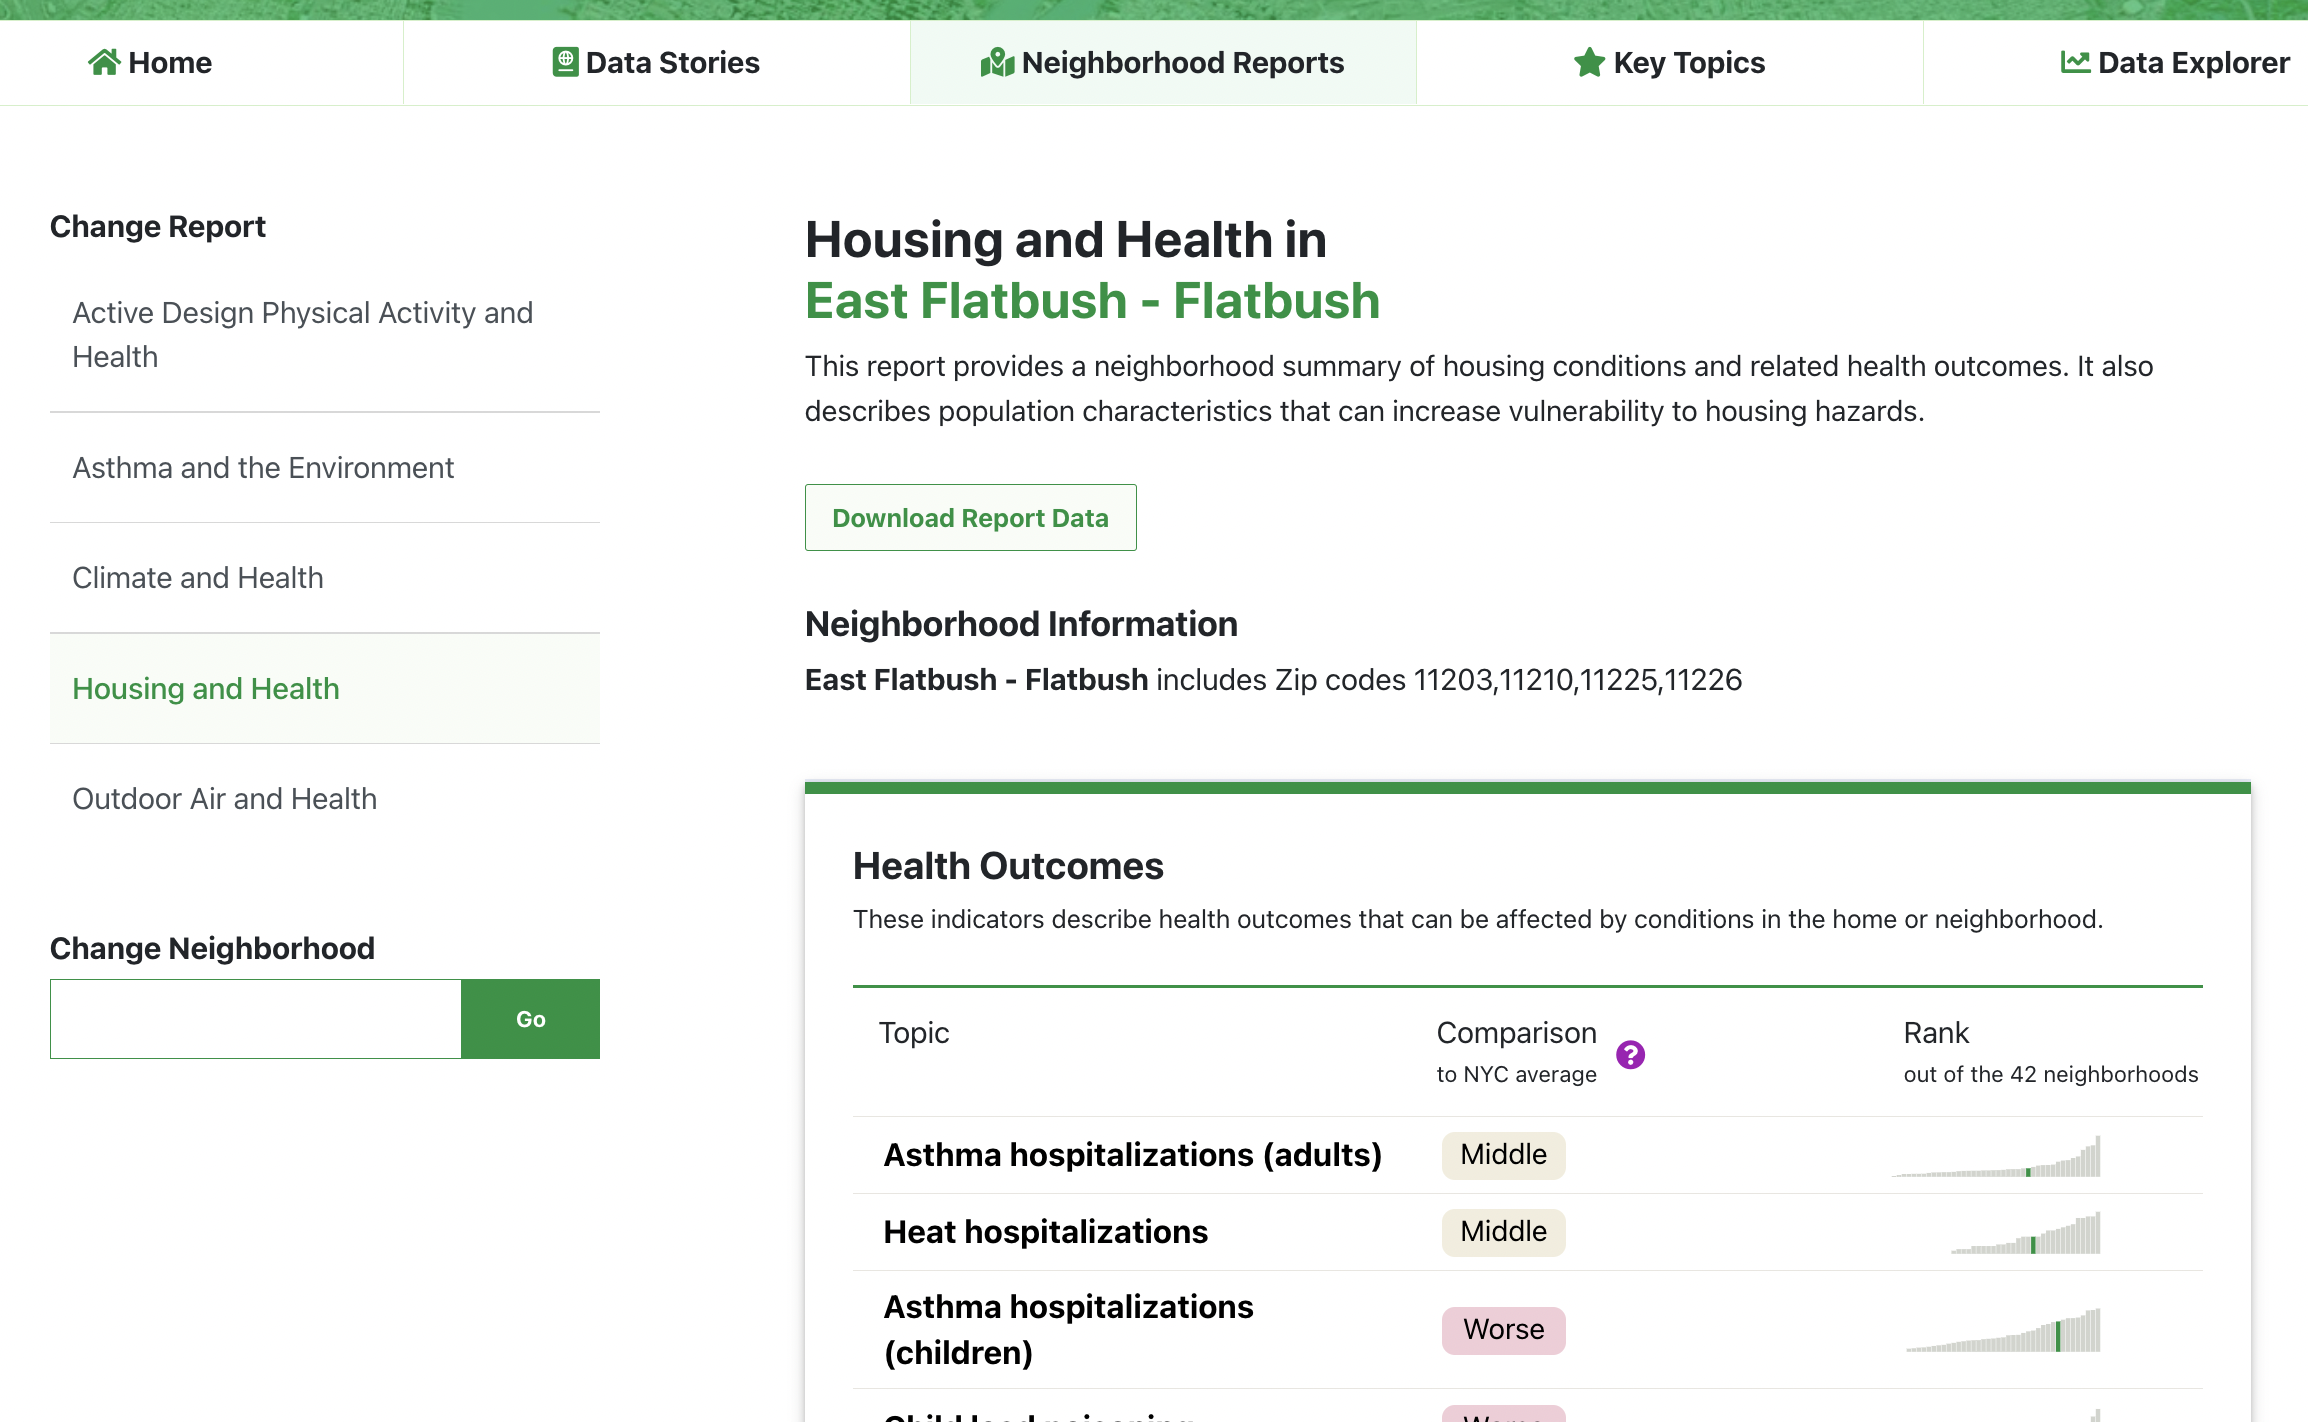 Home
Data Stories
Neighborhood Reports
Key Topics
Data Explorer
Change Report
Active Design Physical Activity and
Health
Asthma and the Environment
Climate and Health
Housing and Health
Outdoor Air and Health
Change Neighborhood
Go
Housing and Health in
East Flatbush - Flatbush
This report provides a neighborhood summary of housing conditions and related health outcomes. It also
describes population characteristics that can increase vulnerability to housing hazards.
Download Report Data
Neighborhood Information
East Flatbush - Flatbush includes Zip codes 11203,11210,11225,11226
Health Outcomes
These indicators describe health outcomes that can be affected by conditions in the home or neighborhood.
Topic
Comparison
to NYC average
?
Rank
out of the 42 neighborhoods
Asthma hospitalizations (adults)
Middle
Heat hospitalizations
Middle
Asthma hospitalizations
(children)
Worse